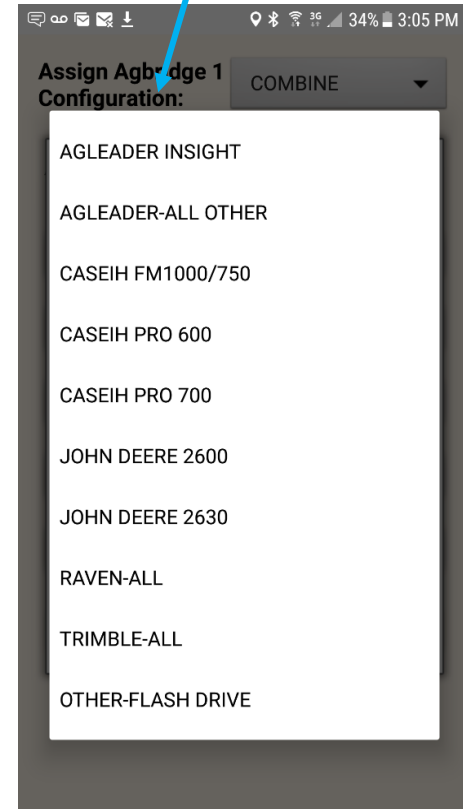 3G 34% 3:05 PM
Assign Agbridge 1
Configuration:
COMBINE
AGLEADER INSIGHT
AGLEADER-ALL OTHER
CASEIH FM1000/750
CASEIH PRO 600
CASEIH PRO 700
JOHN DEERE 2600
JOHN DEERE 2630
RAVEN-ALL
TRIMBLE-ALL
OTHER-FLASH DRIVE